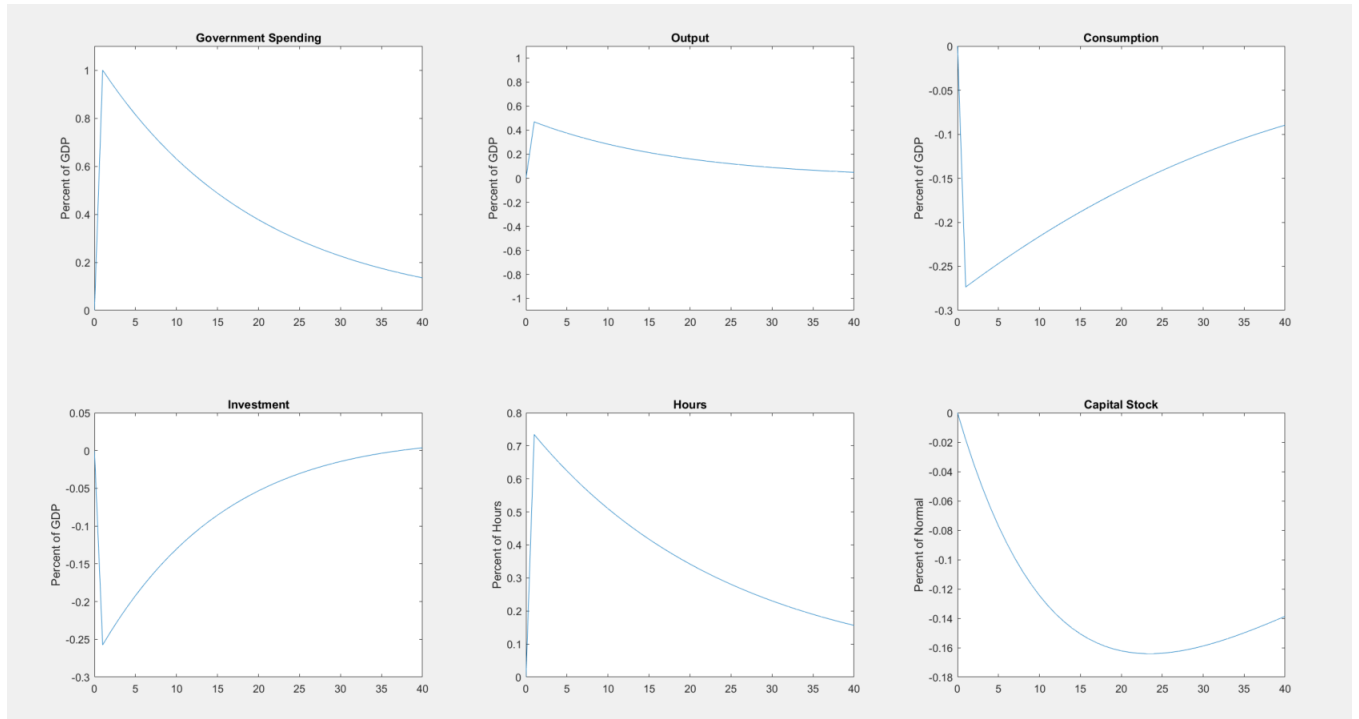 Government Spending
Percent of GDP
1
0.8
0.6
0.4
0.2
0
0 5 10 15 20 25 30 35 40
Output
Percent of GDP
1
0.8
0.6
0.4
0.2
0
-0.2
-0.4
-0.6
-0.8
-1
0 5 10 15 20 25 30 35 40
Consumption
Percent of GDP
0
-0.05
-0.1
-0.15
-0.2
-0.25
-0.3
0 5 10 15 20 25 30 35 40
Investment
Percent of GDP
0.05
0
-0.05
-0.1
-0.15
-0.2
-0.25
-0.3
0 5 10 15 20 25 30 35 40
Hours
Percent of Hours
0.8
0.7
0.6
0.5
0.4
0.3
0.2
0.1
0
0 5 10 15 20 25 30 35 40
Capital Stock
Percent of Normal
0
-0.02
-0.04
-0.06
-0.08
-0.1
-0.12
-0.14
-0.16
-0.18
0 5 10 15 20 25 30 35 40